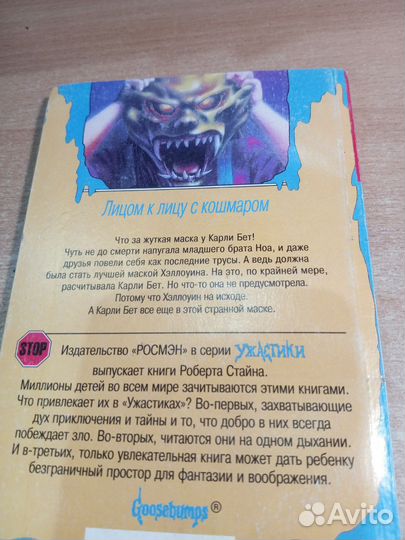 Лицом к лицу с кошмаром
Что за жуткая маска у Карли Бет!
Чуть не до смерти напугала младшего брата Ноа, и даже
друзья повели себя как последние трусы. А ведь должна
была стать лучшей маской Хэллоуина. На это, по крайней мере,
расчитывала Карли Бет. Но что-то она не предусмотрела.
Потому что Хэллоуин на исходе.
А Карли Бет все еще в этой странной маске.
STOP Издательство «РОСМЭН» в серии УЖАСТИКИ
выпускает книги Роберта Стайна.
Миллионы детей во всем мире зачитываются этими книгами.
Что привлекает их в «Ужастиках»? Во-первых, захватывающие
дух приключения и тайны и то, что добро в них всегда
побеждает зло. Во-вторых, читаются они на одном дыхании.
И в-третьих, только увлекательная книга может дать ребенку
безграничный простор для фантазии и воображения.
Goosebumps ®
Avito